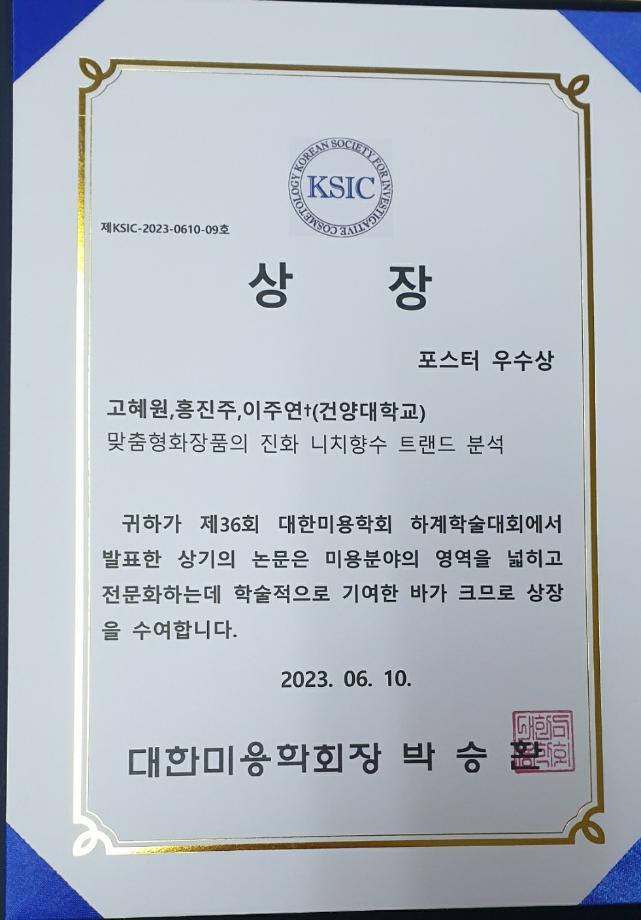 KOREAN SOCIETY FOR INVESTIGATIVE COSMETOLOGY
KSIC
제KSIC-2023-0610-09호
상 장
포스터 우수상
고혜원,홍진주,이주연†(건양대학교)
맞춤형화장품의 진화 니치향수 트랜드 분석
귀하가 제36회 대한미용학회 하계학술대회에서
발표한 상기의 논문은 미용분야의 영역을 넓히고
전문화하는데 학술적으로 기여한 바가 크므로 상장
을 수여합니다.
2023. 06. 10.
대한미용학회장 박 승 환